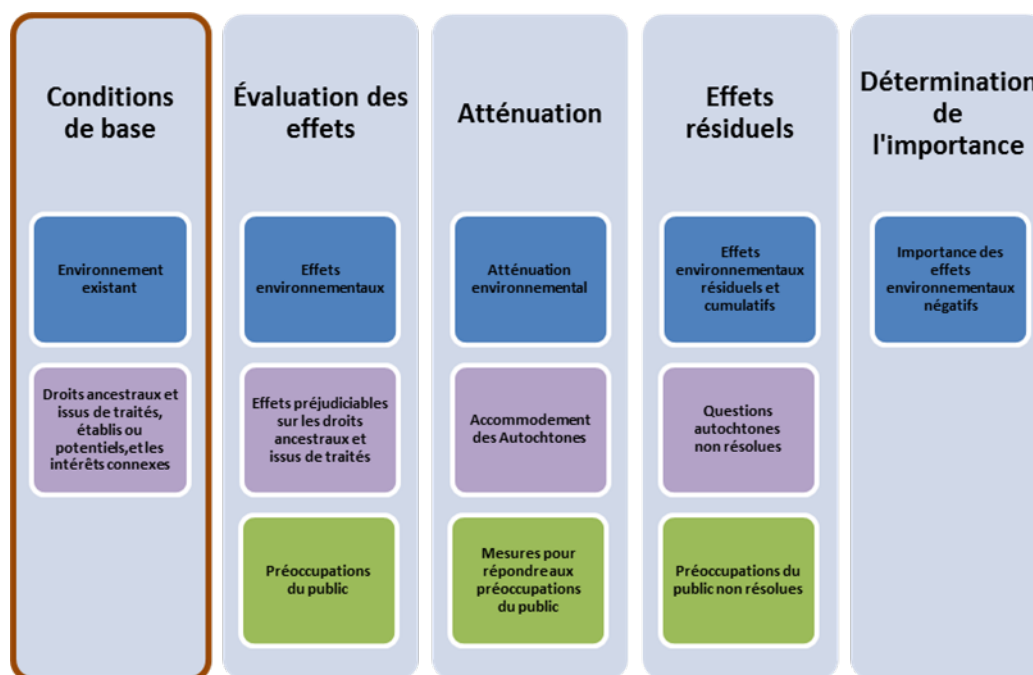 Conditions
de base
Environnement
existant
Droits ancestraux et
issus de traités,
établis ou
potentiels,et les
intérêts connexes
Évaluation des
effets
Effets
environnementaux
Effets préjudiciables
sur les droits
ancestraux et
issus de traités
Préoccupations
du public
Atténuation
Atténuation
environnemental
Accommodement
des Autochtones
Mesures pour
répondre aux
préoccupations
du public
Effets
résiduels
Effets
environnementaux
résiduels et
cumulatifs
Questions
autochtones
non résolues
Préoccupations du
public non résolues
Détermination
de
l'importance
Importance des
effets
environnementaux
négatifs